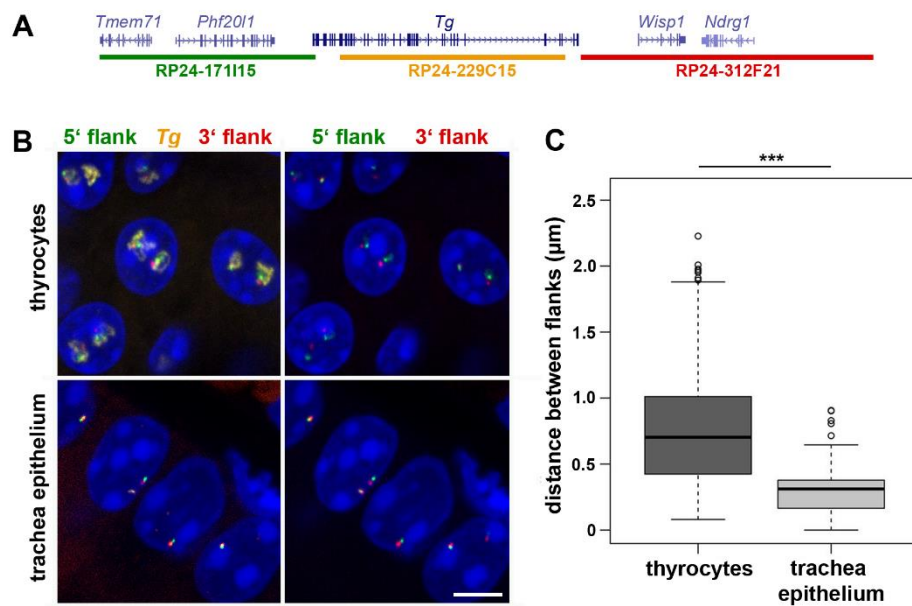 A
Tmem71 Phf20l1 Tg Wisp1 Ndrg1
RP24-171I15 RP24-229C15 RP24-312F21
B
5‘ flank Tg 3‘ flank 5‘ flank 3‘ flank
thyrocytes
trachea epithelium
C
***
distance between flanks (µm)
2.5
2.0
1.5
1.0
0.5
0
thyrocytes trachea
epithelium